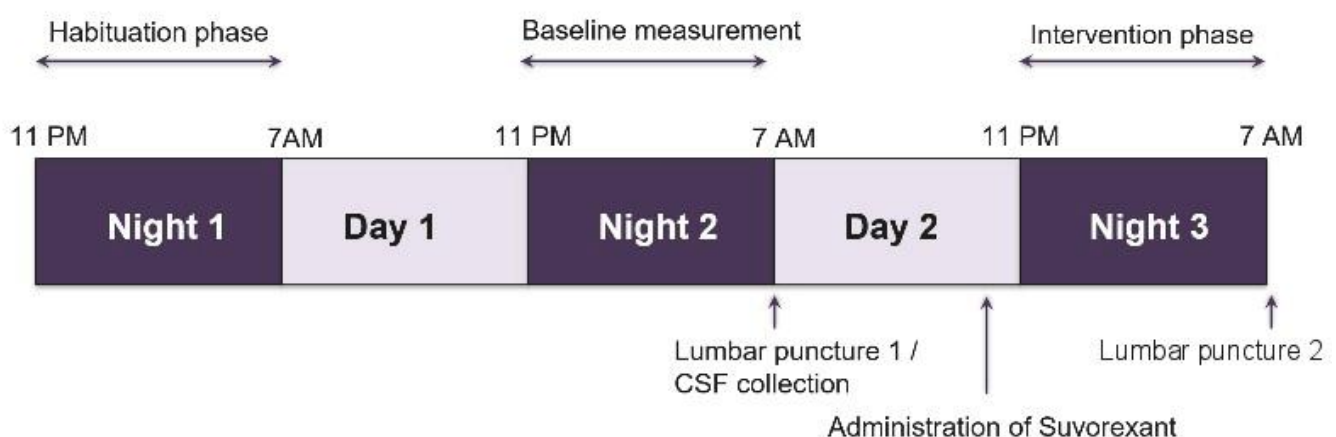 Habituation phase
Baseline measurement
Intervention phase
11 PM
7AM
11 PM
7 AM
11 PM
7 AM
Night 1
Day 1
Night 2
Day 2
Night 3
Lumbar puncture 1 /
CSF collection
Lumbar puncture 2
Administration of Suvorexant